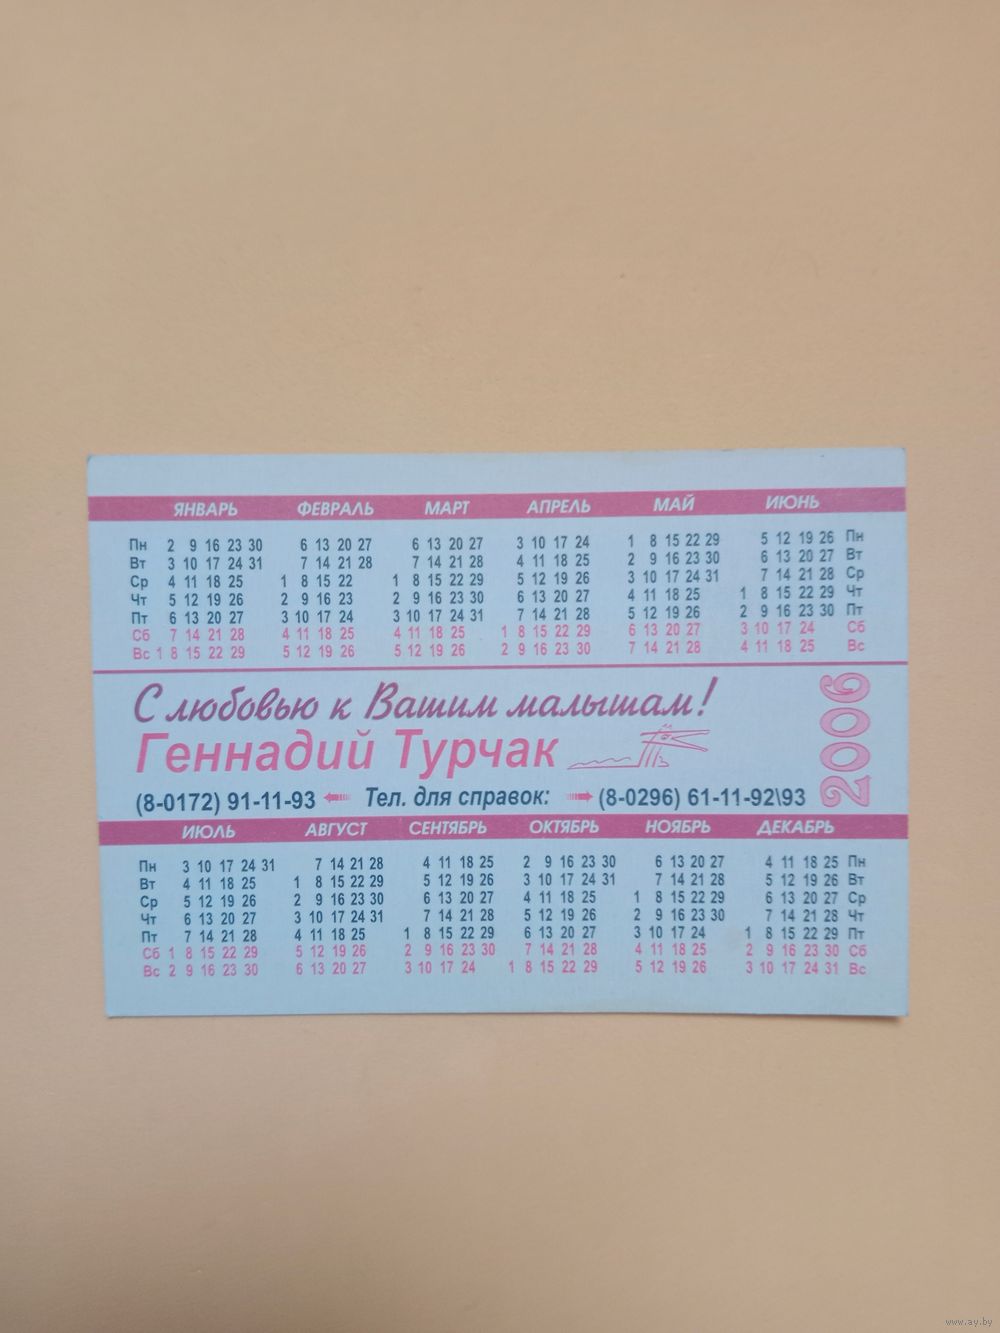 ЯНВАРЬ ФЕВРАЛЬ МАРТ АПРЕЛЬ МАЙ ИЮНЬ
Пн 2 9 16 23 30 6 13 20 27 6 13 20 27 3 10 17 24 1 8 15 22 29 5 12 19 26 Пн
Вт 3 10 17 24 31 7 14 21 28 7 14 21 28 4 11 18 25 2 9 16 23 30 6 13 20 27 Вт
Ср 4 11 18 25 1 8 15 22 1 8 15 22 29 5 12 19 26 3 10 17 24 31 7 14 21 28 Ср
Чт 5 12 19 26 2 9 16 23 2 9 16 23 30 6 13 20 27 4 11 18 25 1 8 15 22 29 Чт
Пт 6 13 20 27 3 10 17 24 3 10 17 24 31 7 14 21 28 5 12 19 26 2 9 16 23 30 Пт
Сб 7 14 21 28 4 11 18 25 4 11 18 25 1 8 15 22 29 6 13 20 27 3 10 17 24 Сб
Вс 1 8 15 22 29 5 12 19 26 5 12 19 26 2 9 16 23 30 7 14 21 28 4 11 18 25 Вс
С любовью к Вашим малышам!
Геннадий Турчак
2006
(8-0172) 91-11-93 Тел. для справок: (8-0296) 61-11-92\93
ИЮЛЬ АВГУСТ СЕНТЯБРЬ ОКТЯБРЬ НОЯБРЬ ДЕКАБРЬ
Пн 3 10 17 24 31 7 14 21 28 4 11 18 25 2 9 16 23 30 6 13 20 27 4 11 18 25 Пн
Вт 4 11 18 25 1 8 15 22 29 5 12 19 26 3 10 17 24 31 7 14 21 28 5 12 19 26 Вт
Ср 5 12 19 26 2 9 16 23 30 6 13 20 27 4 11 18 25 1 8 15 22 29 6 13 20 27 Ср
Чт 6 13 20 27 3 10 17 24 31 7 14 21 28 5 12 19 26 2 9 16 23 30 7 14 21 28 Чт
Пт 7 14 21 28 4 11 18 25 1 8 15 22 29 6 13 20 27 3 10 17 24 1 8 15 22 29 Пт
Сб 1 8 15 22 29 5 12 19 26 2 9 16 23 30 7 14 21 28 4 11 18 25 2 9 16 23 30 Сб
Вс 2 9 16 23 30 6 13 20 27 3 10 17 24 1 8 15 22 29 5 12 19 26 3 10 17 24 31 Вс
www.ay.by